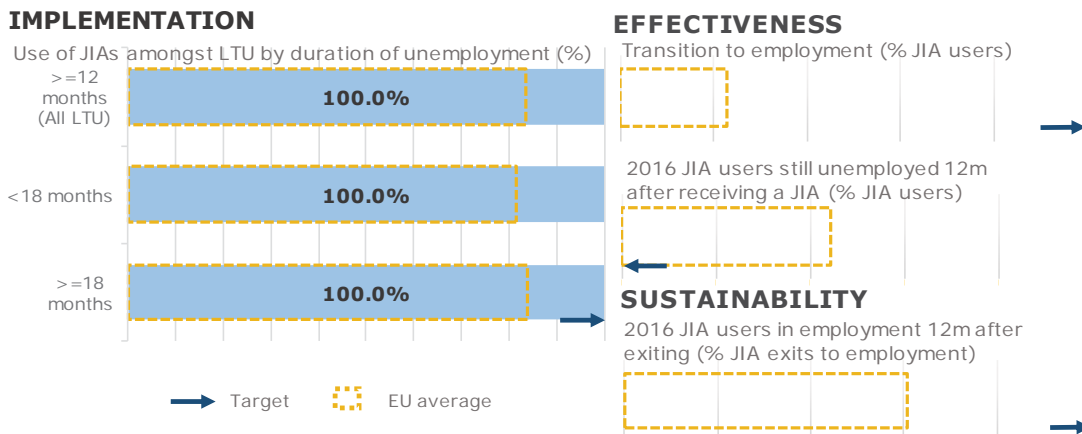 IMPLEMENTATION
Use of JIAs amongst LTU by duration of unemployment (%)
>=12
months
(All LTU)
100.0%
<18 months
100.0%
>=18
months
100.0%
Target
EU average
EFFECTIVENESS
Transition to employment (% JIA users)
2016 JIA users still unemployed 12m
after receiving a JIA (% JIA users)
SUSTAINABILITY
2016 JIA users in employment 12m after
exiting (% JIA exits to employment)